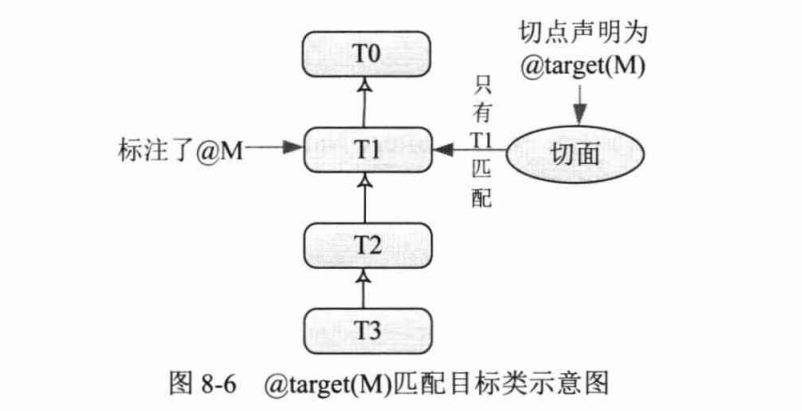 切点声明为
@target(M)
T0
只有T1匹配
标注了@M
T1
切面
T2
T3
图 8-6 @target(M)匹配目标类示意图